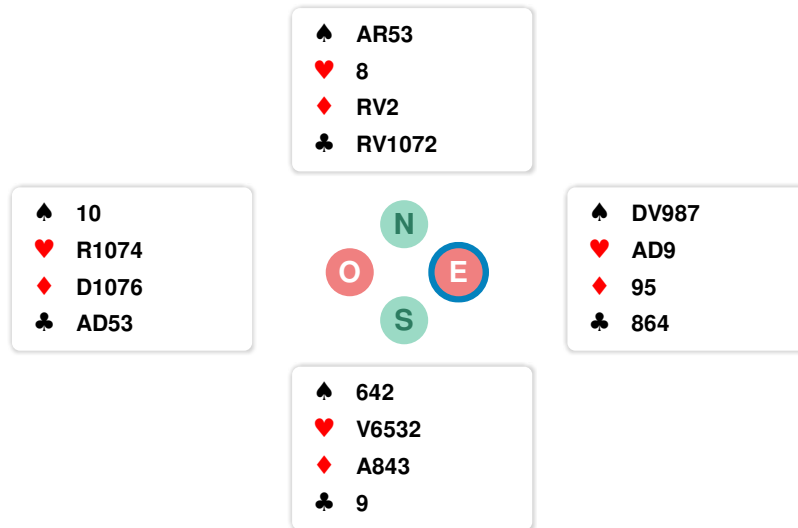 ♠ AR53
♥ 8
♦ RV2
♣ RV1072
♠ 10
♥ R1074
♦ D1076
♣ AD53
N
O E
S
♠ DV987
♥ AD9
♦ 95
♣ 864
♠ 642
♥ V6532
♦ A843
♣ 9